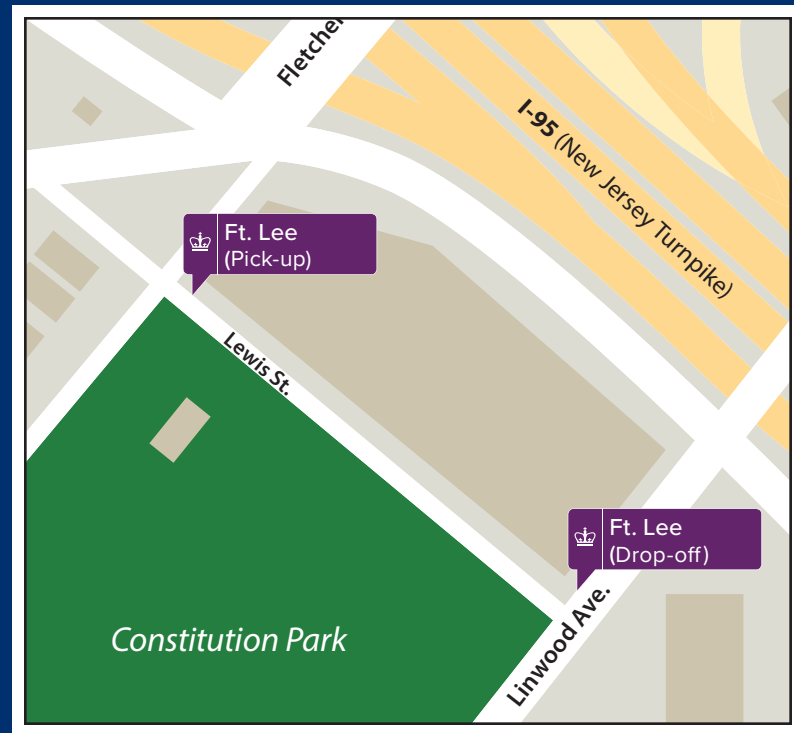 Fletcher
I-95 (New Jersey Turnpike)
Ft. Lee
(Pick-up)
Lewis St.
Ft. Lee
(Drop-off)
Constitution Park
Linwood Ave.